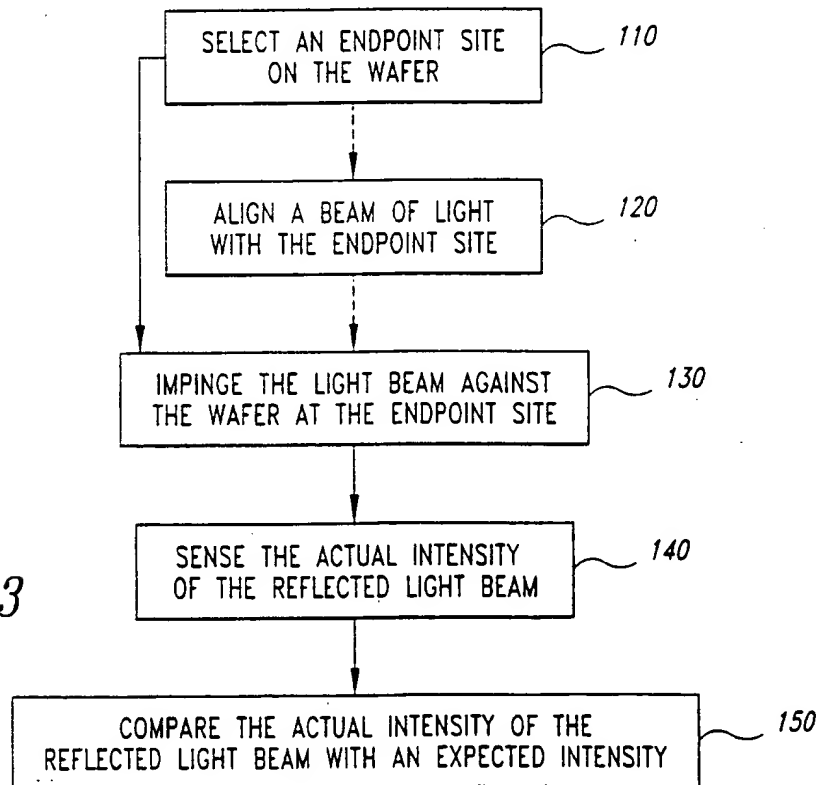 SELECT AN ENDPOINT SITE
ON THE WAFER
110
ALIGN A BEAM OF LIGHT
WITH THE ENDPOINT SITE
120
IMPINGE THE LIGHT BEAM AGAINST
THE WAFER AT THE ENDPOINT SITE
130
SENSE THE ACTUAL INTENSITY
OF THE REFLECTED LIGHT BEAM
140
3
COMPARE THE ACTUAL INTENSITY OF THE
REFLECTED LIGHT BEAM WITH AN EXPECTED INTENSITY
150